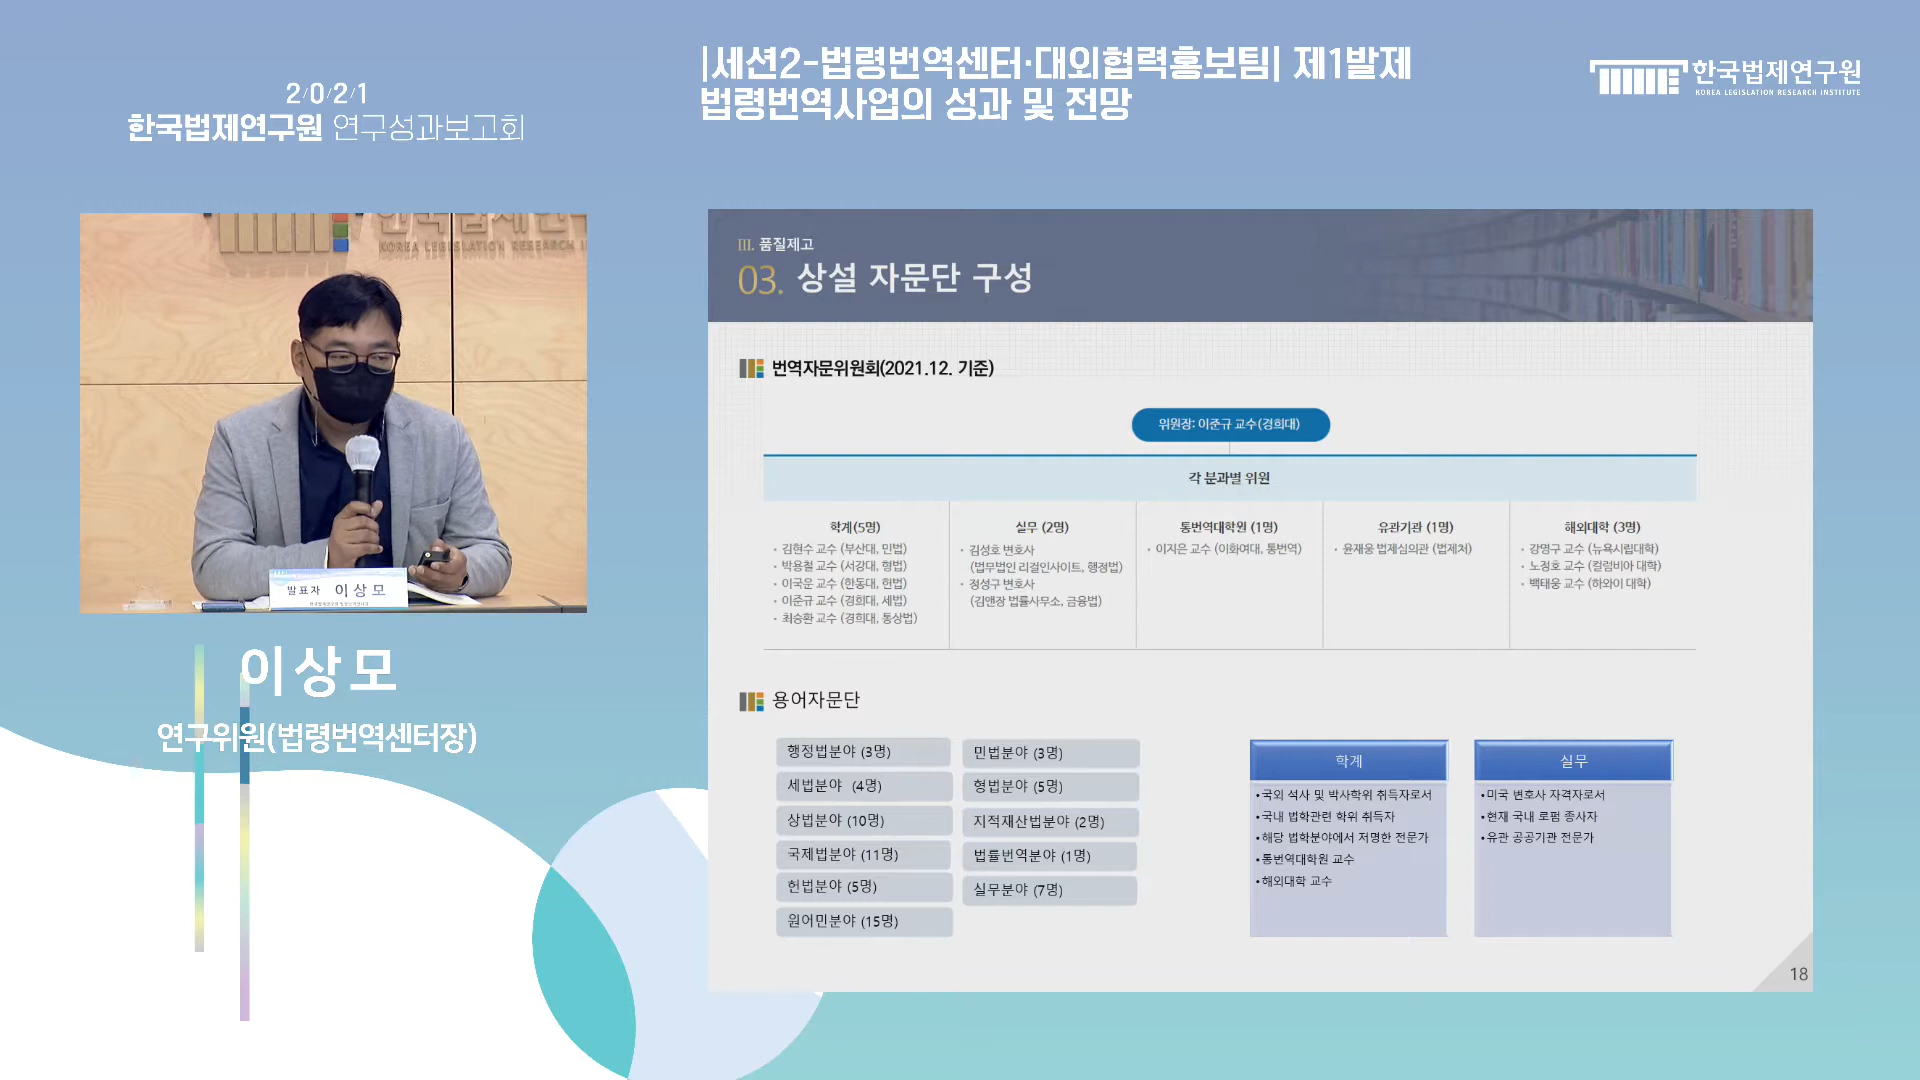 2/0/2/1
한국법제연구원 연구성과보고회
|세션2-법령번역센터·대외협력홍보팀| 제1발제
법령번역사업의 성과 및 전망
한국법제연구원
KOREA LEGISLATION RESEARCH INSTITUTE
KOREA LEGISLATION RESEARCH
발표자 이상모
이상모
연구위원(법령번역센터장)
III. 품질제고
03. 상설 자문단 구성
번역자문위원회(2021.12. 기준)
위원장: 이준규 교수(경희대)
각 분과별 위원
학계(5명)
· 김현수 교수 (부산대, 민법)
· 박용철 교수 (서강대, 형법)
· 이국운 교수 (한동대, 헌법)
· 이준규 교수 (경희대, 세법)
· 최승환 교수 (경희대, 통상법)
실무 (2명)
· 김성호 변호사
(법무법인 리걸인사이트, 행정법)
· 정성구 변호사
(김앤장 법률사무소, 금융법)
통번역대학원 (1명)
· 이지은 교수 (이화여대, 통번역)
유관기관 (1명)
· 윤재웅 법제심의관 (법제처)
해외대학 (3명)
· 강명구 교수 (뉴욕시립대학)
· 노정호 교수 (컬럼비아 대학)
· 백태웅 교수 (하와이 대학)
용어자문단
행정법분야 (3명)
세법분야 (4명)
상법분야 (10명)
국제법분야 (11명)
헌법분야 (5명)
원어민분야 (15명)
민법분야 (3명)
형법분야 (5명)
지적재산법분야 (2명)
법률번역분야 (1명)
실무분야 (7명)
학계
•국외 석사 및 박사학위 취득자로서
•국내 법학관련 학위 취득자
•해당 법학분야에서 저명한 전문가
•통번역대학원 교수
•해외대학 교수
실무
•미국 변호사 자격자로서
•현재 국내 로펌 종사자
•유관 공공기관 전문가
18